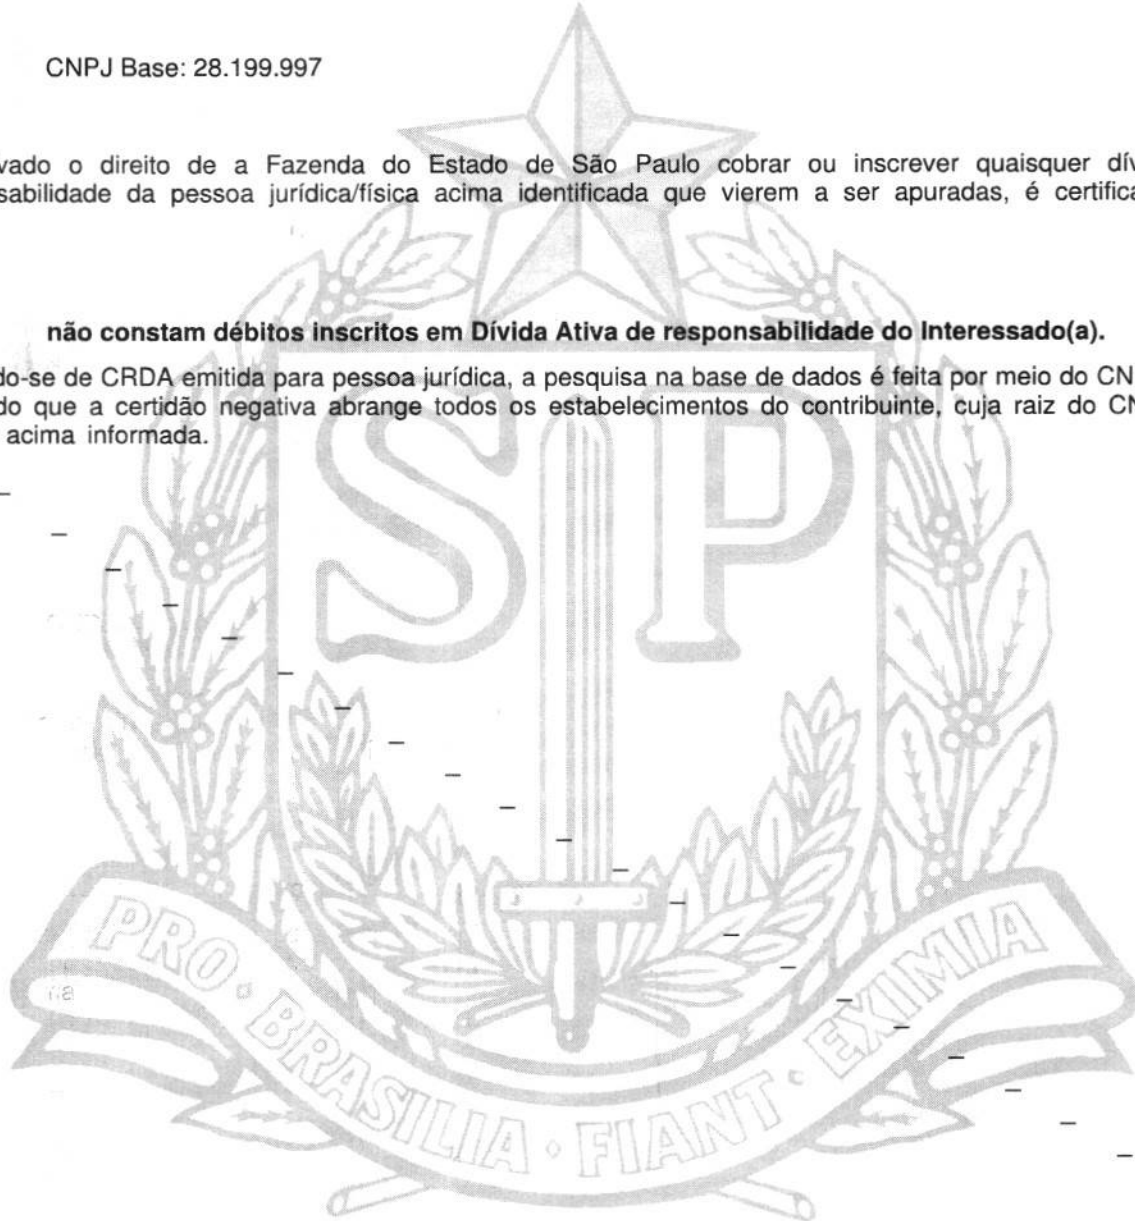 CNPJ Base: 28.199.997
vado o direito de a Fazenda do Estado de São Paulo cobrar ou inscrever quaisquer dív
sabilidade da pessoa jurídica/física acima identificada que vierem a ser apuradas, é certifica
não constam débitos inscritos em Dívida Ativa de responsabilidade do Interessado(a).
do-se de CRDA emitida para pessoa jurídica, a pesquisa na base de dados é feita por meio do CN
do que a certidão negativa abrange todos os estabelecimentos do contribuinte, cuja raiz do CN
acima informada.
SP
PRO • BRASILIA • FIANT • EXIMIA